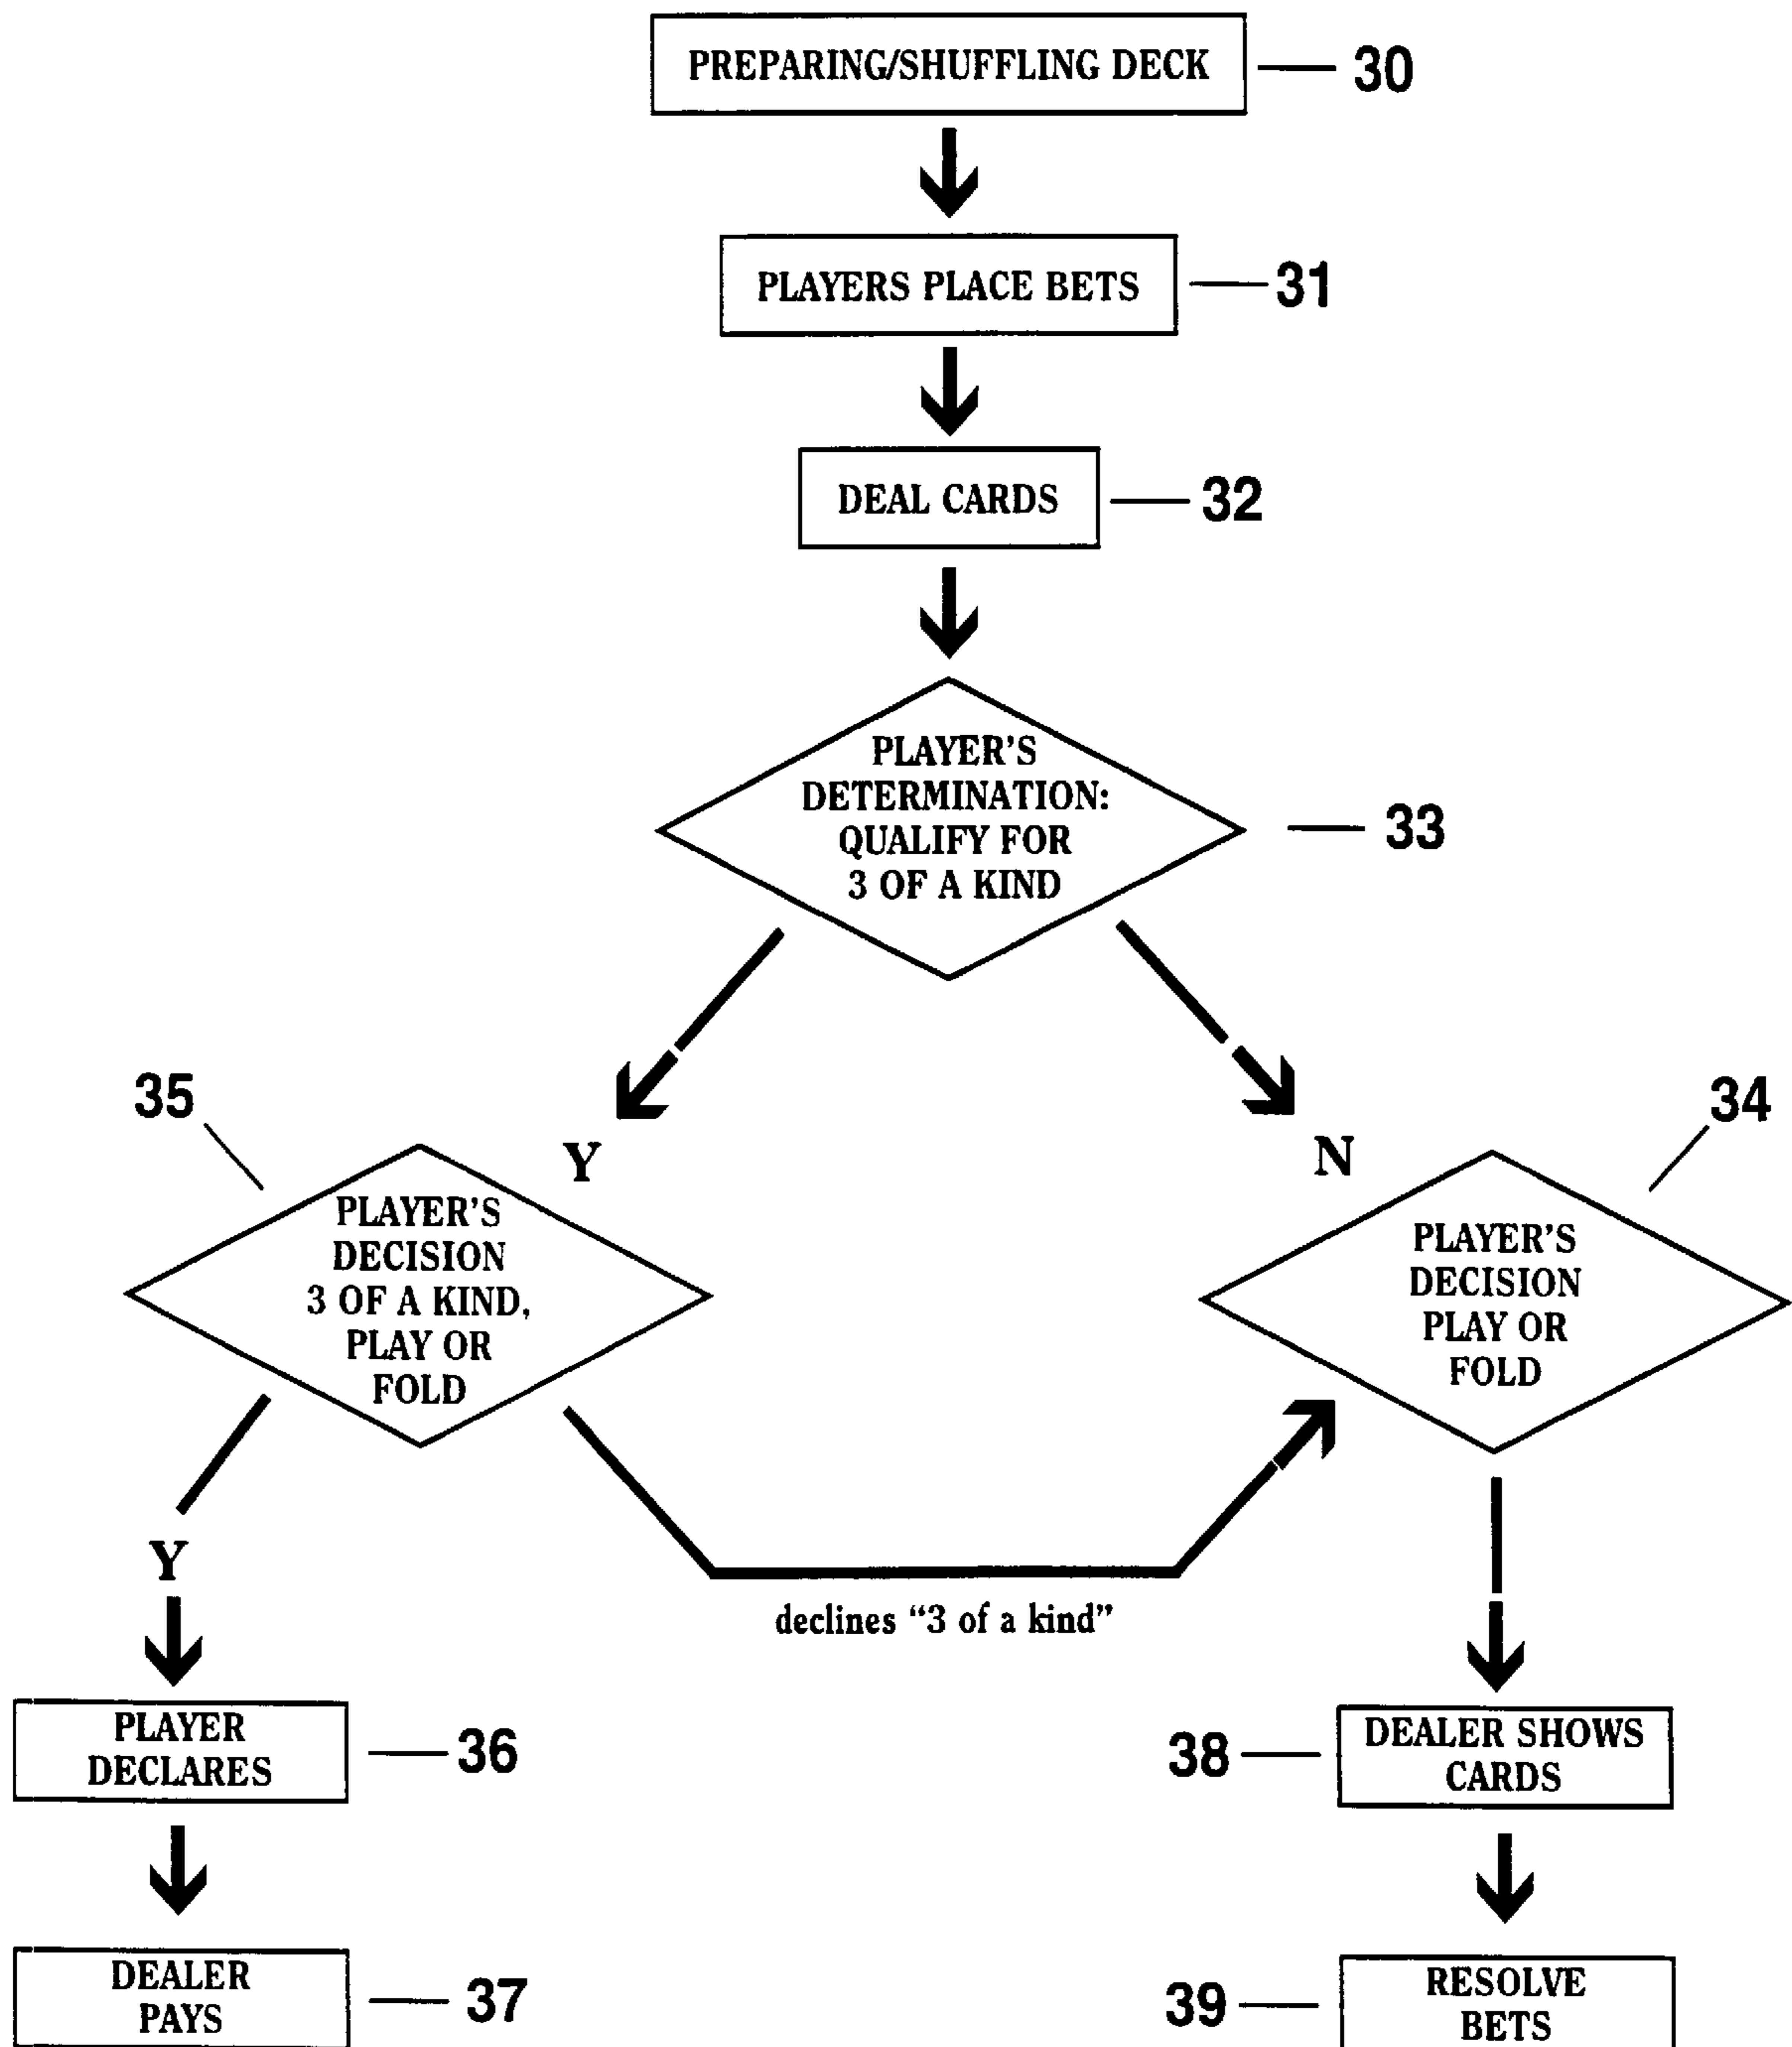 PREPARING/SHUFFLING DECK
30
PLAYERS PLACE BETS
31
DEAL CARDS
32
PLAYER'S
DETERMINATION:
QUALIFY FOR
3 OF A KIND
33
35
34
Y
N
PLAYER'S
DECISION
3 OF A KIND,
PLAY OR
FOLD
PLAYER'S
DECISION
PLAY OR
FOLD
Y
declines “3 of a kind”
PLAYER
DECLARES
36
38
DEALER SHOWS
CARDS
DEALER
PAYS
37
39
RESOLVE
BETS